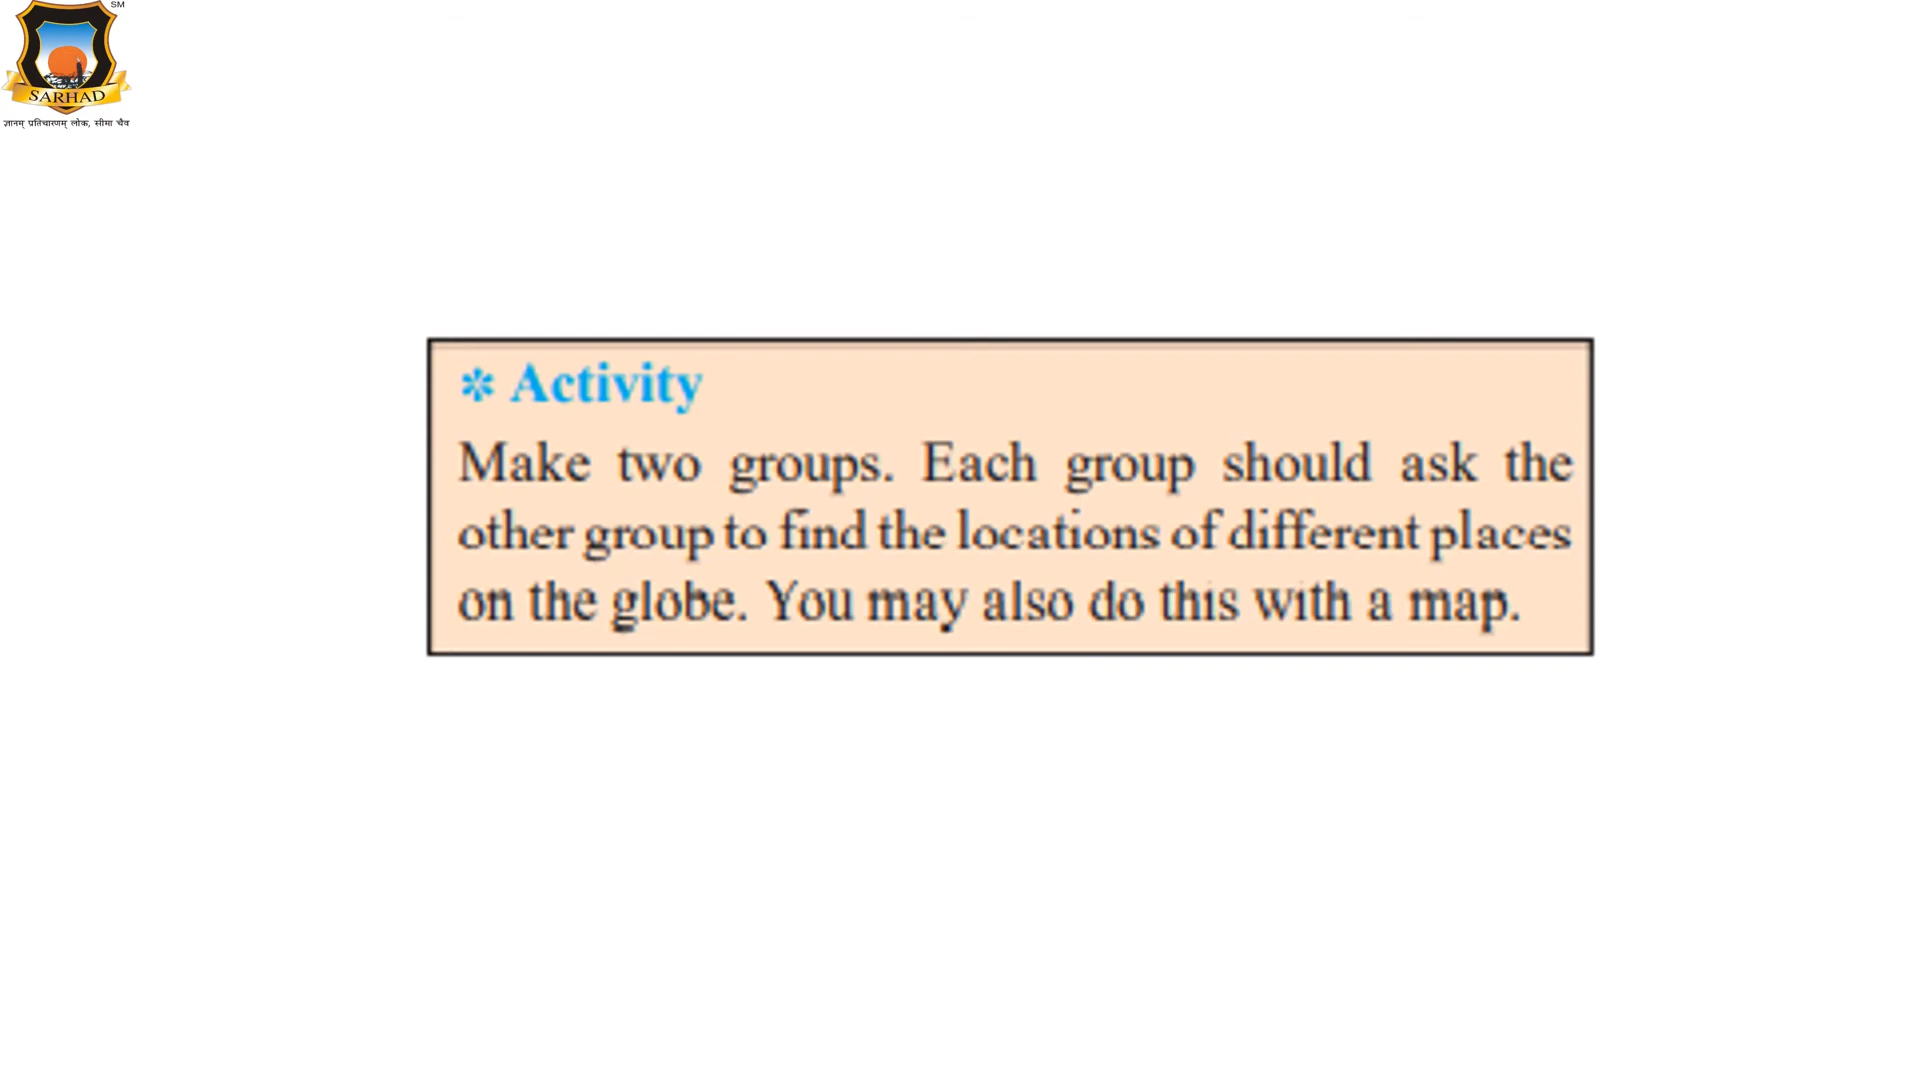 SM
SARHAD
ज्ञानम् प्रतिचारणम् लोक, सीमा चैव
✲ Activity
Make two groups. Each group should ask the
other group to find the locations of different places
on the globe. You may also do this with a map.